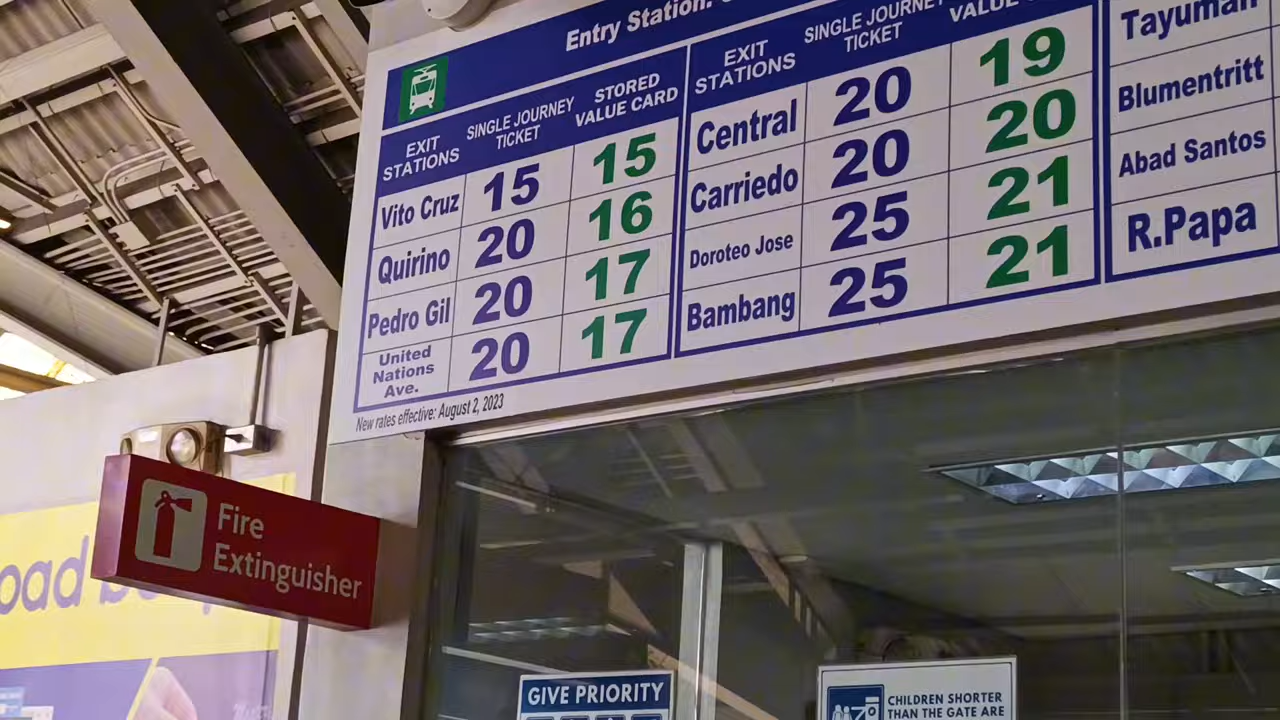 Entry Station:
EXIT STATIONS SINGLE JOURNEY TICKET STORED VALUE CARD
Vito Cruz 15 15
Quirino 20 16
Pedro Gil 20 17
United Nations Ave. 20 17
EXIT STATIONS SINGLE JOURNEY TICKET VALUE CARD
Central 20 19
Carriedo 20 20
Doroteo Jose 25 21
Bambang 25 21
Tayuman
Blumentritt
Abad Santos
R.Papa
New rates effective: August 2, 2023
Fire
Extinguisher
GIVE PRIORITY
CHILDREN SHORTER
THAN THE GATE ARE